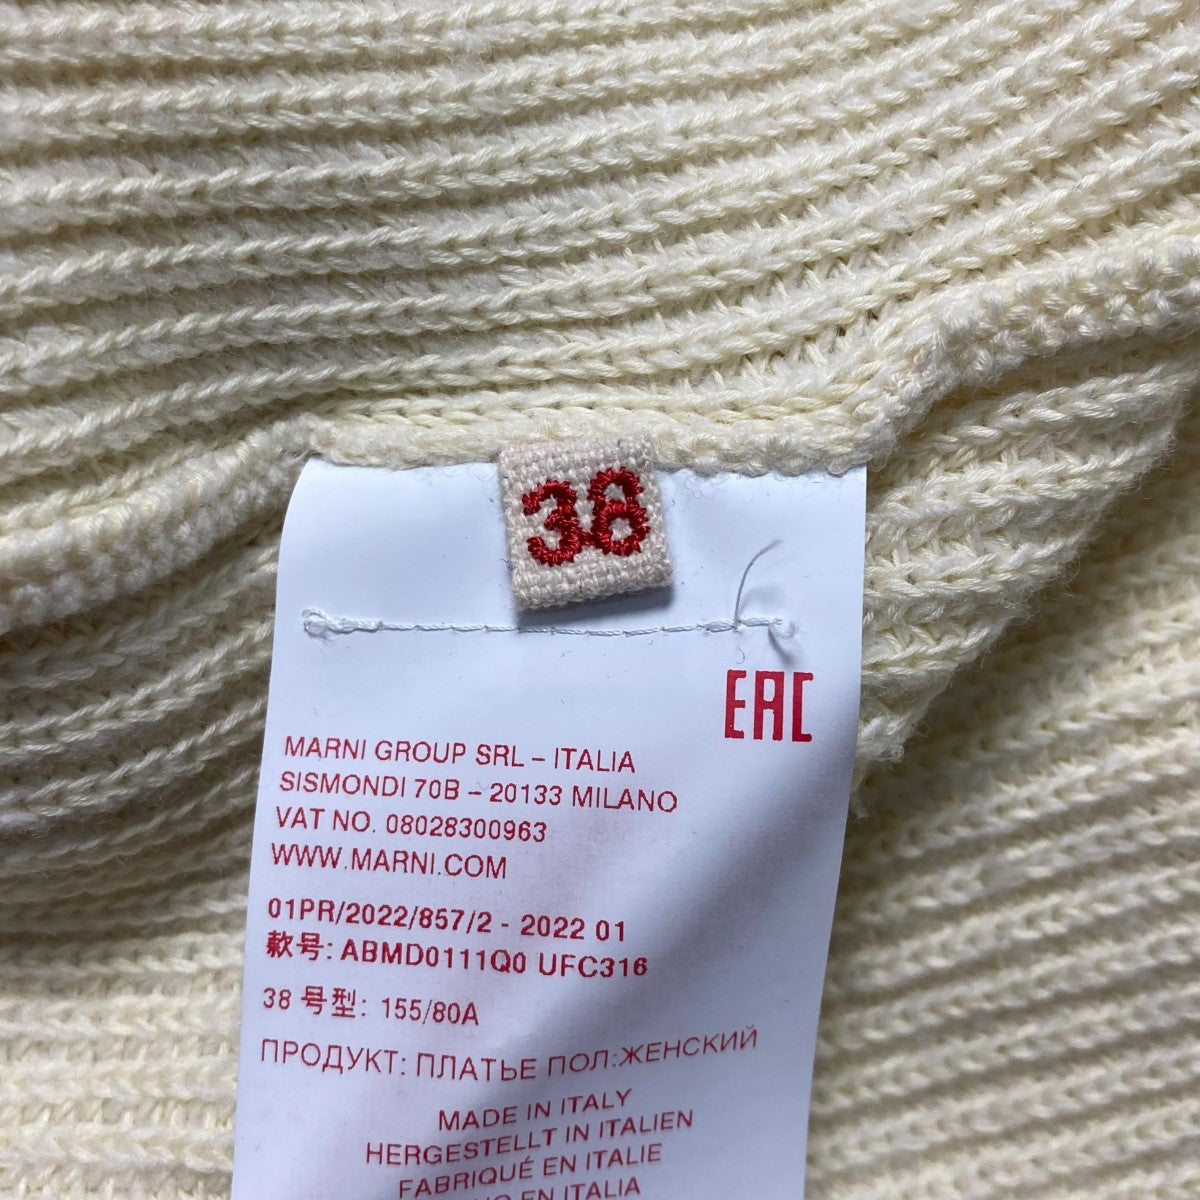 38
EAC
MARNI GROUP SRL – ITALIA
SISMONDI 70B – 20133 MILANO
VAT NO. 08028300963
WWW.MARNI.COM
01PR/2022/857/2 - 2022 01
款号: ABMD0111Q0 UFC316
38 号型: 155/80A
ПРОДУКТ: ПЛАТЬЕ ПОЛ:ЖЕНСКИЙ
MADE IN ITALY
HERGESTELLT IN ITALIEN
FABRIQUÉ EN ITALIE
EN ITALIA